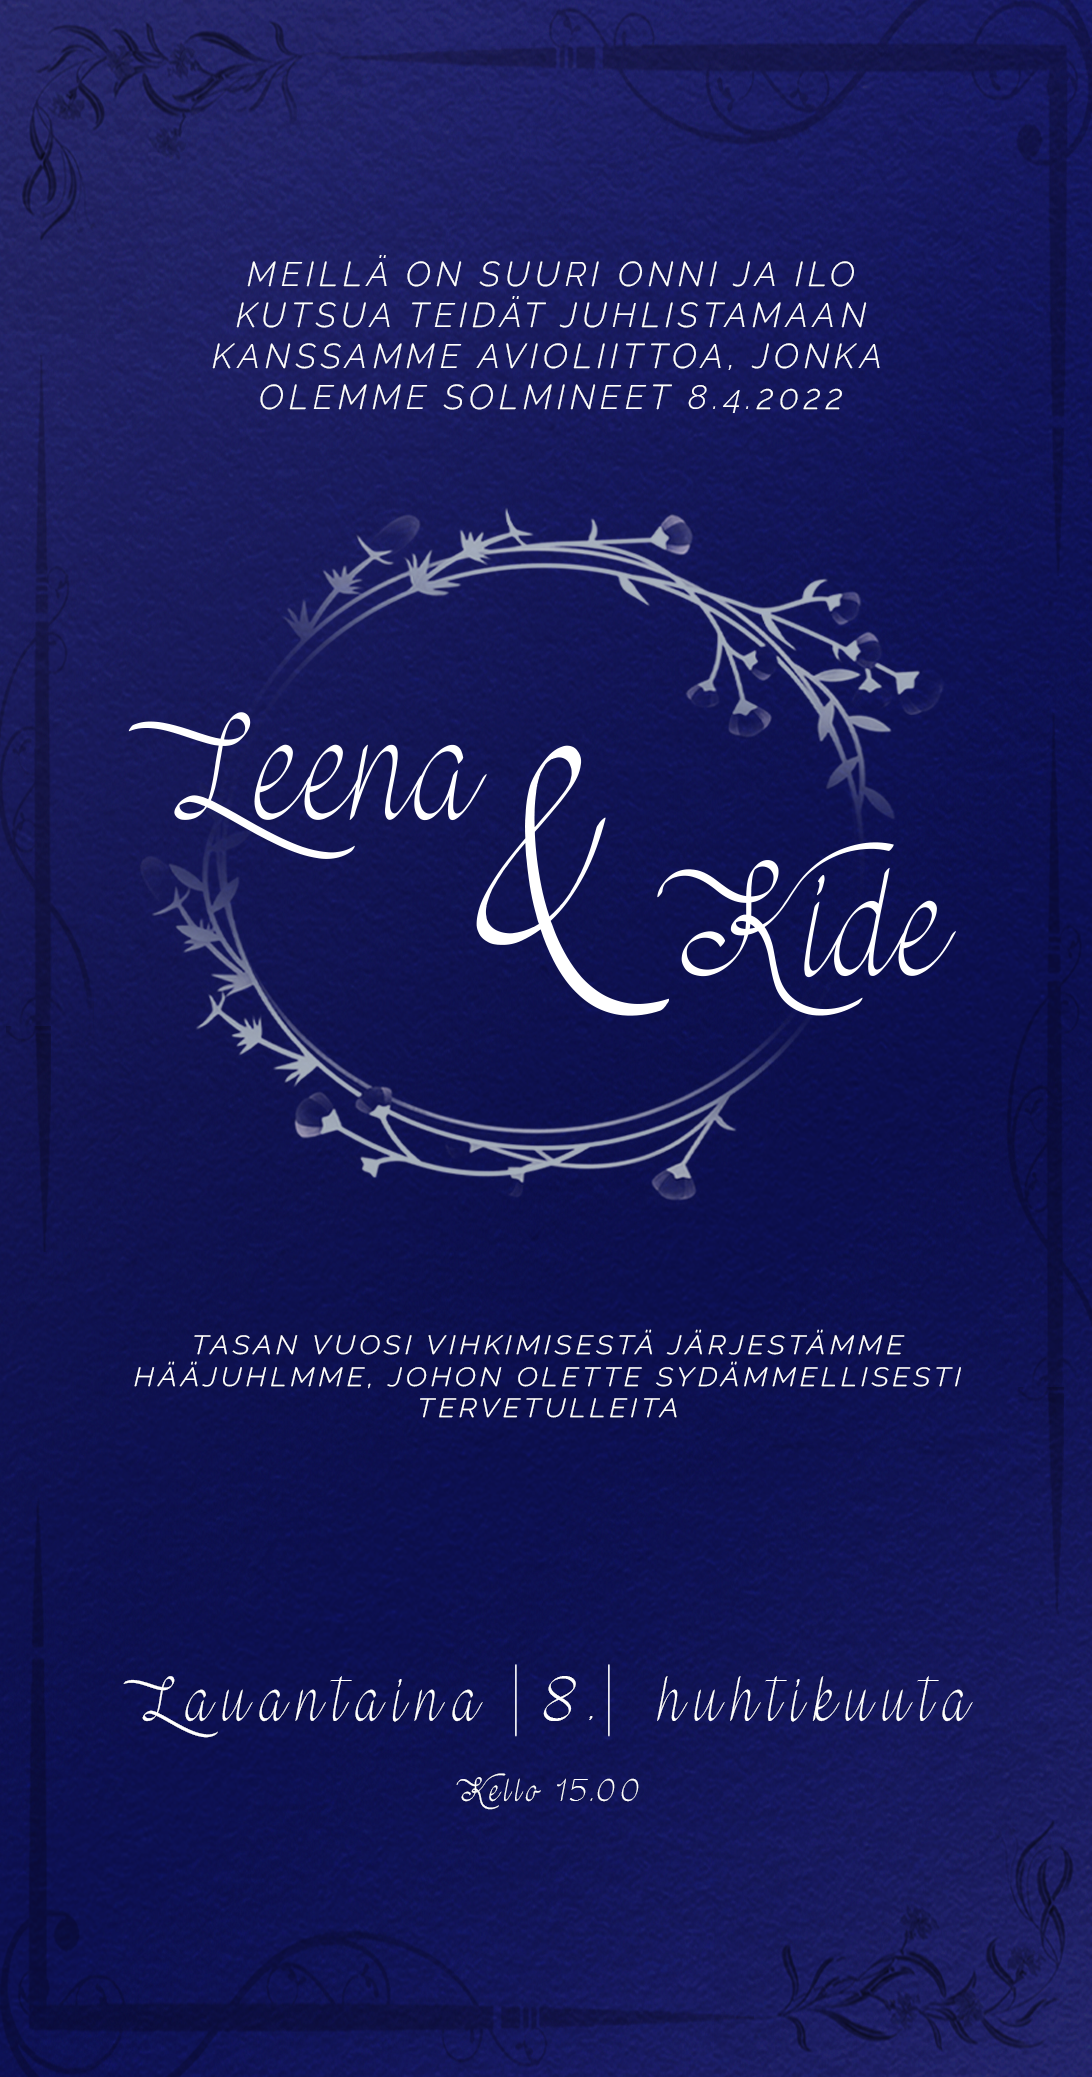 MEILLÄ ON SUURI ONNI JA ILO
KUTSUA TEIDÄT JUHLISTAMAAN
KANSSAMME AVIOLIITTOA, JONKA
OLEMME SOLMINEET 8.4.2022
Leena
&
Kide
TASAN VUOSI VIHKIMISESTÄ JÄRJESTÄMME
HÄÄJUHLMME, JOHON OLETTE SYDÄMMELLISESTI
TERVETULLEITA
Lauantaina | 8. | huhtikuuta
Kello 15.00